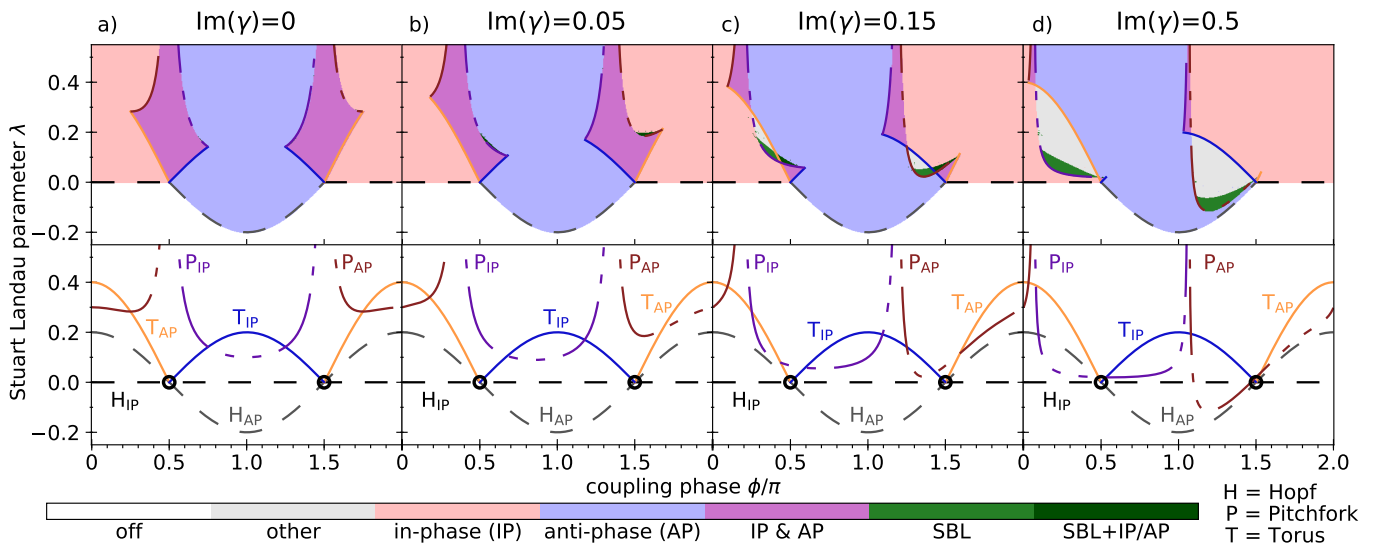 a) Im(γ)=0 b) Im(γ)=0.05 c) Im(γ)=0.15 d) Im(γ)=0.5
Stuart Landau parameter λ
0.4
0.2
0.0
−0.2
0.4
0.2
0.0
−0.2
P_IP P_AP T_AP T_IP H_IP H_AP
P_IP P_AP T_AP T_IP H_IP H_AP
P_IP P_AP T_AP T_IP H_IP H_AP
P_IP P_AP T_AP T_IP H_IP H_AP
0 0.5 1.0 1.5 0 0.5 1.0 1.5 0 0.5 1.0 1.5 0 0.5 1.0 1.5 2.0
coupling phase ϕ/π
off other in-phase (IP) anti-phase (AP) IP & AP SBL SBL+IP/AP
H = Hopf
P = Pitchfork
T = Torus